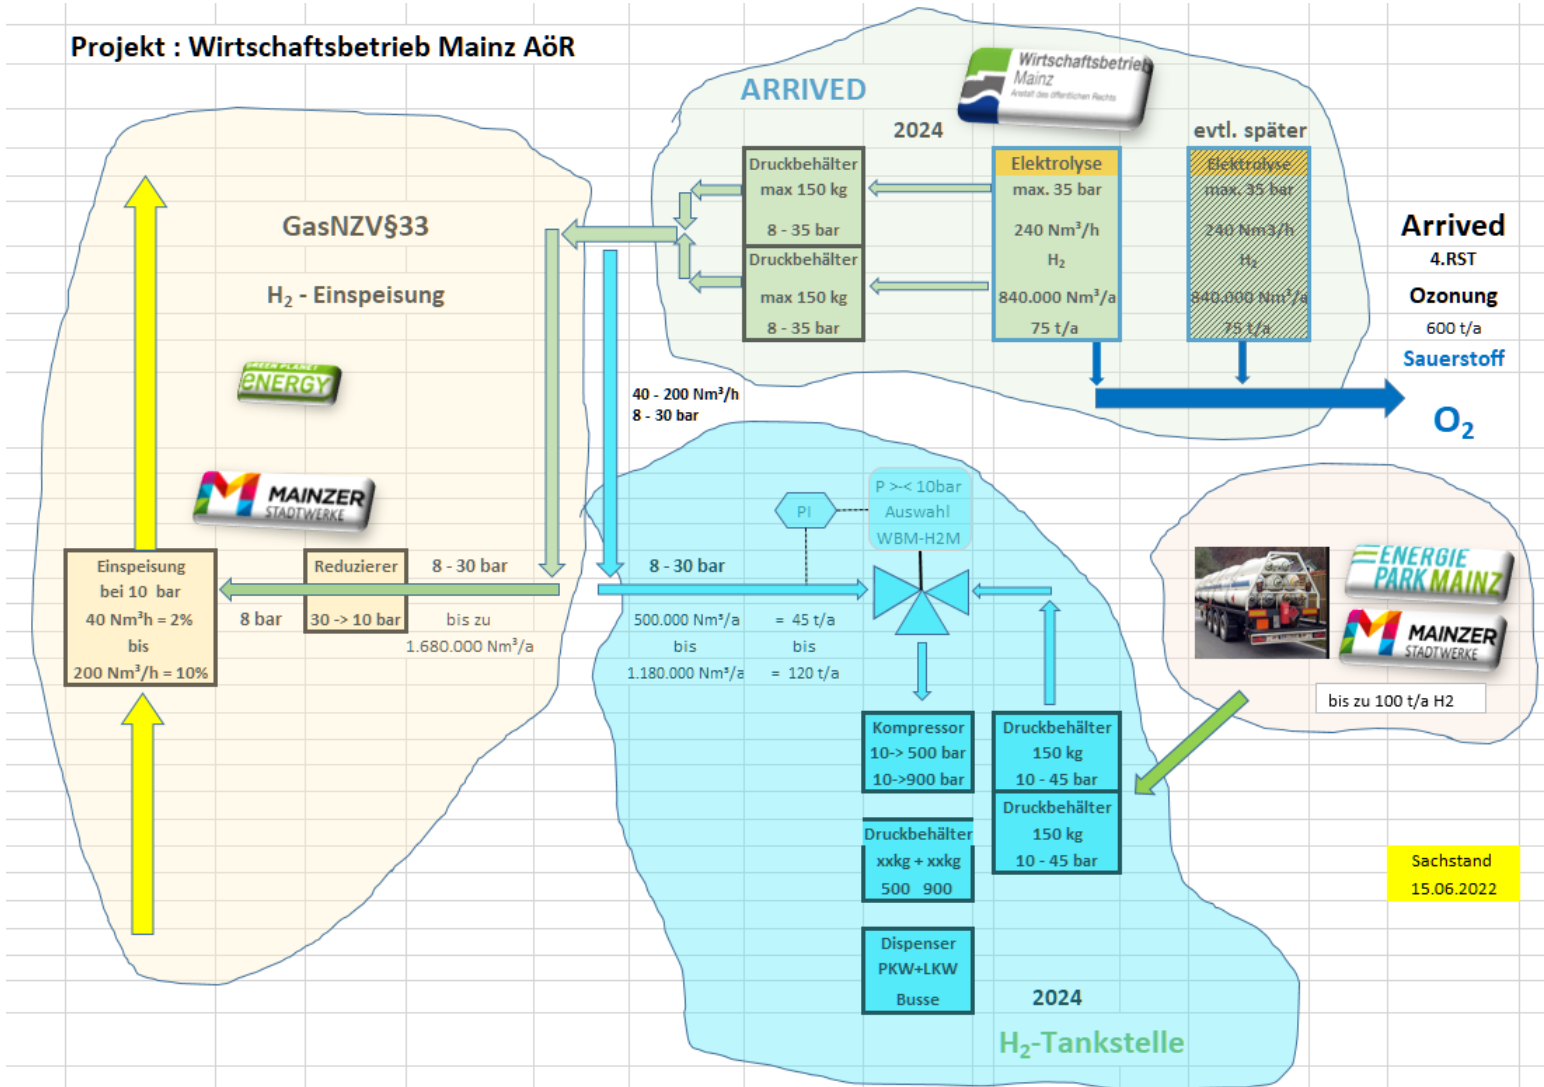 Projekt : Wirtschaftsbetrieb Mainz AöR
ARRIVED
Wirtschaftsbetrieb
Mainz
Anstalt des öffentlichen Rechts
2024
evtl. später
Druckbehälter
max 150 kg
8 - 35 bar
Druckbehälter
max 150 kg
8 - 35 bar
Elektrolyse
max. 35 bar
240 Nm³/h
H₂
840.000 Nm³/a
75 t/a
Elektrolyse
max. 35 bar
240 Nm3/h
H₂
840.000 Nm³/a
75 t/a
Arrived
4.RST
Ozonung
600 t/a
Sauerstoff
O₂
GasNZV§33
H₂ - Einspeisung
GREEN PLANET
eNERGY
MAINZER
STADTWERKE
40 - 200 Nm³/h
8 - 30 bar
Einspeisung
bei 10 bar
40 Nm³h = 2%
bis
200 Nm³/h = 10%
8 bar
Reduzierer
30 -> 10 bar
8 - 30 bar
bis zu
1.680.000 Nm³/a
8 - 30 bar
500.000 Nm³/a = 45 t/a
bis bis
1.180.000 Nm³/a = 120 t/a
PI
P >-< 10bar
Auswahl
WBM-H2M
Kompressor
10-> 500 bar
10->900 bar
Druckbehälter
xxkg + xxkg
500 900
Dispenser
PKW+LKW
Busse
Druckbehälter
150 kg
10 - 45 bar
Druckbehälter
150 kg
10 - 45 bar
2024
H₂-Tankstelle
ENERGIE
PARK MAINZ
MAINZER
STADTWERKE
bis zu 100 t/a H2
Sachstand
15.06.2022